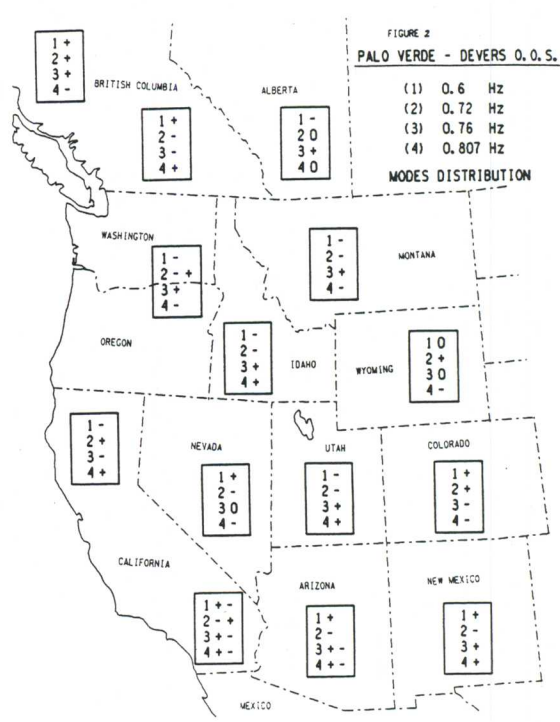 FIGURE 2
PALO VERDE - DEVERS O.O.S.
(1) 0.6 Hz
(2) 0.72 Hz
(3) 0.76 Hz
(4) 0.807 Hz
MODES DISTRIBUTION
1 +
2 +
3 +
4 -
BRITISH COLUMBIA
1 +
2 -
3 -
4 +
ALBERTA
1 -
2 0
3 +
4 0
WASHINGTON
1 -
2 - +
3 +
4 -
MONTANA
1 -
2 -
3 +
4 -
OREGON
IDAHO
1 -
2 -
3 +
4 +
WYOMING
1 0
2 +
3 0
4 -
1 -
2 +
3 -
4 +
NEVADA
1 +
2 -
3 0
4 -
UTAH
1 -
2 -
3 +
4 +
COLORADO
1 +
2 +
3 -
4 -
CALIFORNIA
1 + -
2 - +
3 + -
4 + -
ARIZONA
1 +
2 -
3 + -
4 + -
NEW MEXICO
1 +
2 -
3 +
4 +
MEXICO